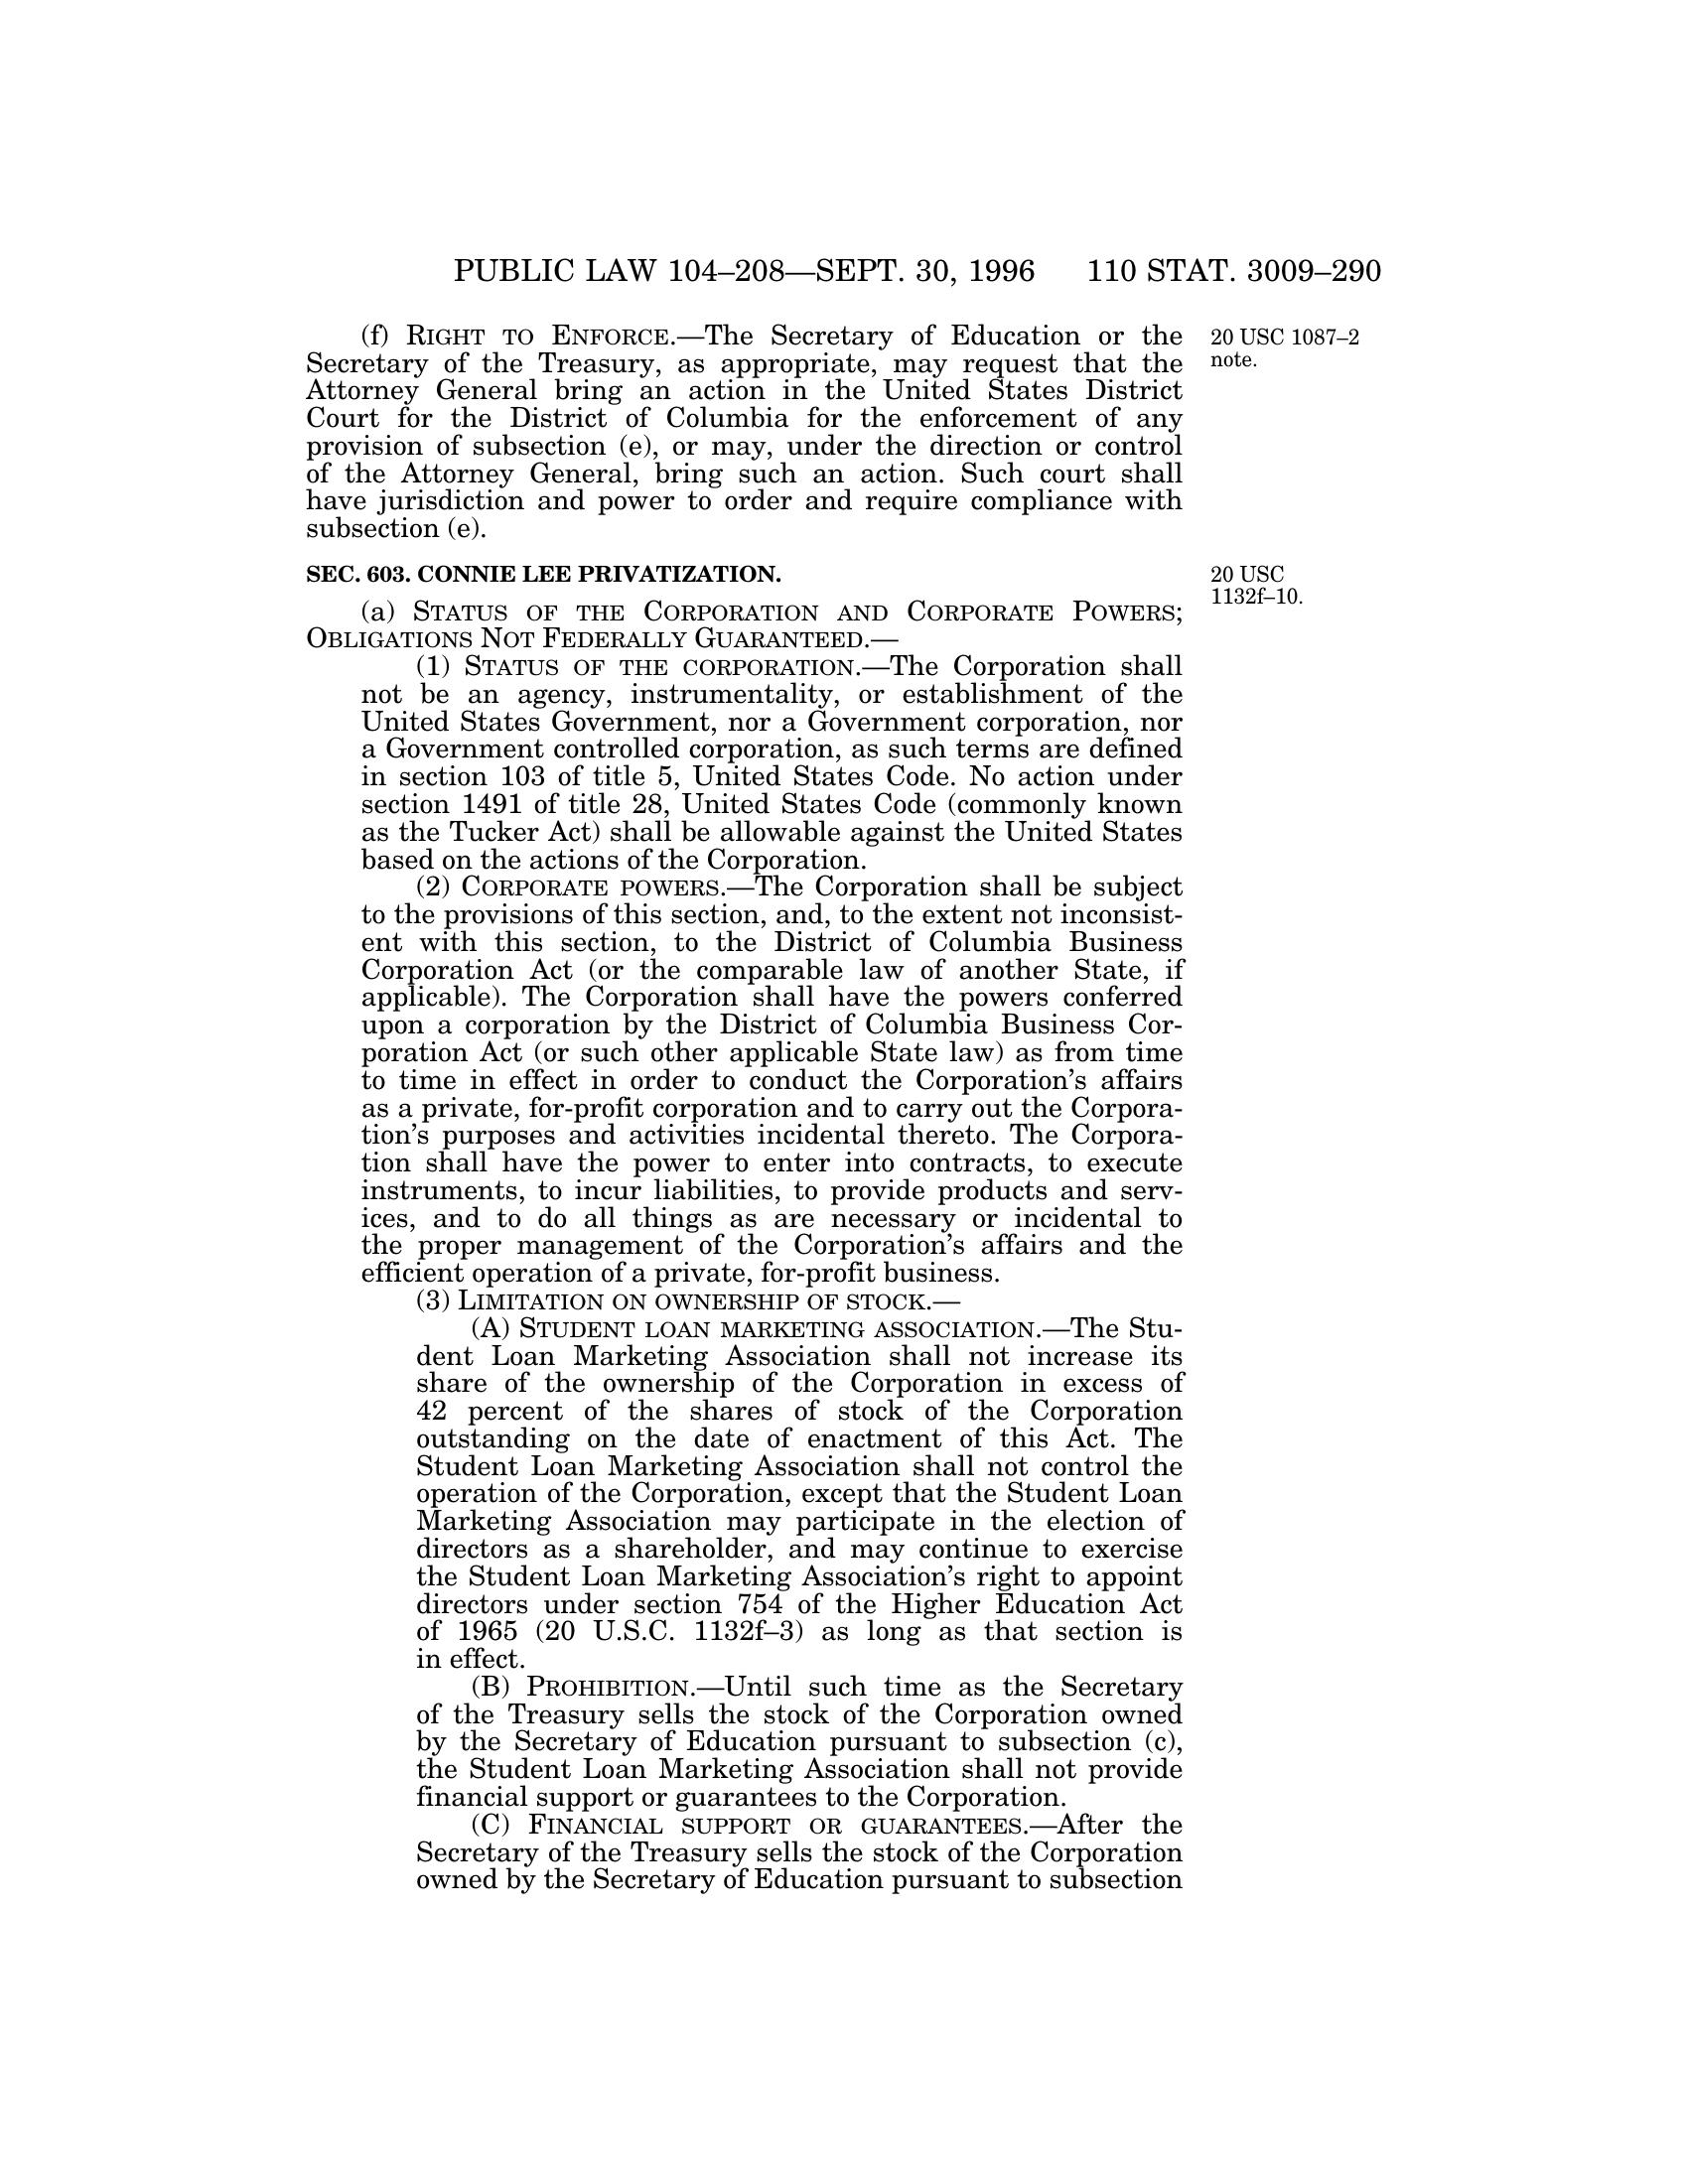 PUBLIC LAW 104–208—SEPT. 30, 1996 110 STAT. 3009–290
(f) RIGHT TO ENFORCE.—The Secretary of Education or the
Secretary of the Treasury, as appropriate, may request that the
Attorney General bring an action in the United States District
Court for the District of Columbia for the enforcement of any
provision of subsection (e), or may, under the direction or control
of the Attorney General, bring such an action. Such court shall
have jurisdiction and power to order and require compliance with
subsection (e).
20 USC 1087–2
note.
SEC. 603. CONNIE LEE PRIVATIZATION.
20 USC
1132f–10.
(a) STATUS OF THE CORPORATION AND CORPORATE POWERS;
OBLIGATIONS NOT FEDERALLY GUARANTEED.—
(1) STATUS OF THE CORPORATION.—The Corporation shall
not be an agency, instrumentality, or establishment of the
United States Government, nor a Government corporation, nor
a Government controlled corporation, as such terms are defined
in section 103 of title 5, United States Code. No action under
section 1491 of title 28, United States Code (commonly known
as the Tucker Act) shall be allowable against the United States
based on the actions of the Corporation.
(2) CORPORATE POWERS.—The Corporation shall be subject
to the provisions of this section, and, to the extent not inconsist-
ent with this section, to the District of Columbia Business
Corporation Act (or the comparable law of another State, if
applicable). The Corporation shall have the powers conferred
upon a corporation by the District of Columbia Business Cor-
poration Act (or such other applicable State law) as from time
to time in effect in order to conduct the Corporation's affairs
as a private, for-profit corporation and to carry out the Corpora-
tion's purposes and activities incidental thereto. The Corpora-
tion shall have the power to enter into contracts, to execute
instruments, to incur liabilities, to provide products and serv-
ices, and to do all things as are necessary or incidental to
the proper management of the Corporation's affairs and the
efficient operation of a private, for-profit business.
(3) LIMITATION ON OWNERSHIP OF STOCK.—
(A) STUDENT LOAN MARKETING ASSOCIATION.—The Stu-
dent Loan Marketing Association shall not increase its
share of the ownership of the Corporation in excess of
42 percent of the shares of stock of the Corporation
outstanding on the date of enactment of this Act. The
Student Loan Marketing Association shall not control the
operation of the Corporation, except that the Student Loan
Marketing Association may participate in the election of
directors as a shareholder, and may continue to exercise
the Student Loan Marketing Association's right to appoint
directors under section 754 of the Higher Education Act
of 1965 (20 U.S.C. 1132f–3) as long as that section is
in effect.
(B) PROHIBITION.—Until such time as the Secretary
of the Treasury sells the stock of the Corporation owned
by the Secretary of Education pursuant to subsection (c),
the Student Loan Marketing Association shall not provide
financial support or guarantees to the Corporation.
(C) FINANCIAL SUPPORT OR GUARANTEES.—After the
Secretary of the Treasury sells the stock of the Corporation
owned by the Secretary of Education pursuant to subsection